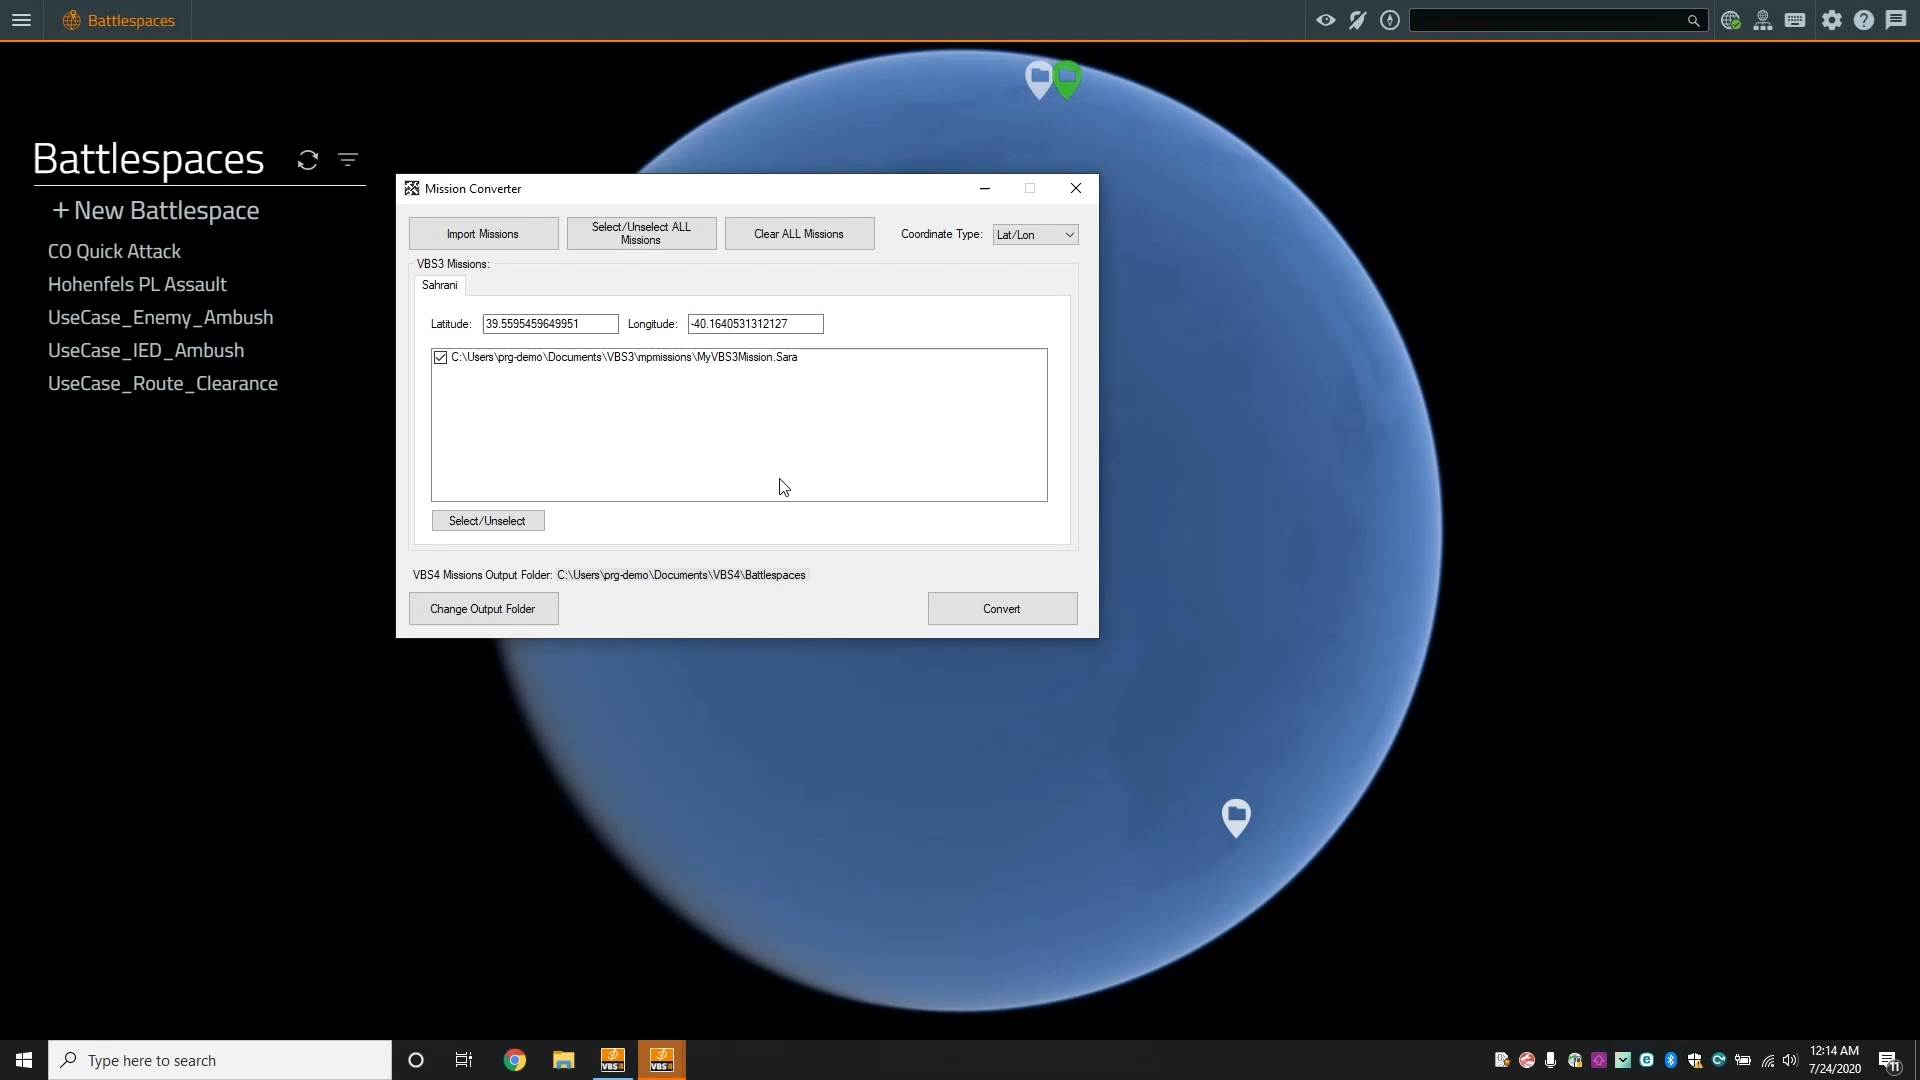 Battlespaces
Battlespaces
+ New Battlespace
CO Quick Attack
Hohenfels PL Assault
UseCase_Enemy_Ambush
UseCase_IED_Ambush
UseCase_Route_Clearance
Mission Converter
Import Missions
Select/Unselect ALL
Missions
Clear ALL Missions
Coordinate Type:
Lat/Lon
VBS3 Missions:
Sahrani
Latitude: 39.5595459649951 Longitude: -40.1640531312127
C:\Users\prg-demo\Documents\VBS3\mpmissions\MyVBS3Mission.Sara
Select/Unselect
VBS4 Missions Output Folder: C:\Users\prg-demo\Documents\VBS4\Battlespaces
Change Output Folder
Convert
Type here to search
VBS4
VBS4
12:14 AM
7/24/2020
11